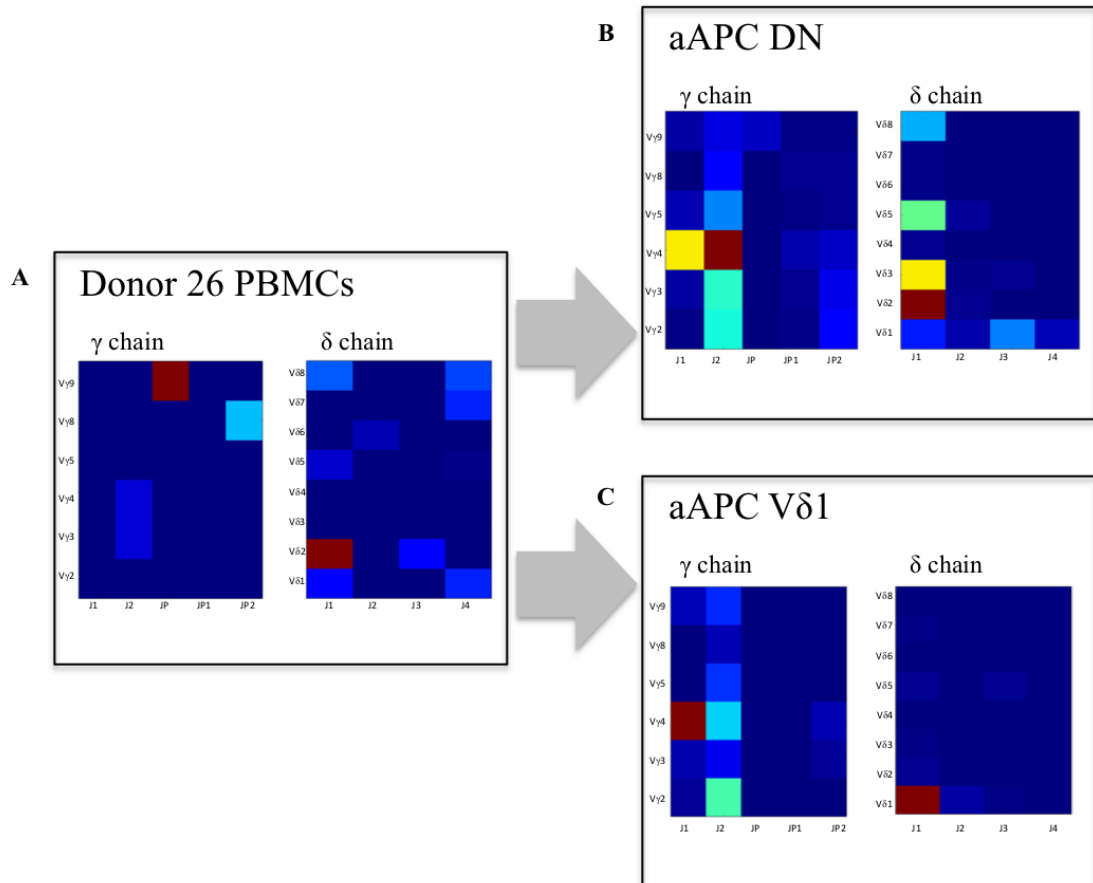 A
Donor 26 PBMCs
γ chain
δ chain
Vγ9
Vγ8
Vγ5
Vγ4
Vγ3
Vγ2
J1 J2 JP JP1 JP2
Vδ8
Vδ7
Vδ6
Vδ5
Vδ4
Vδ3
Vδ2
Vδ1
J1 J2 J3 J4
B
aAPC DN
γ chain
δ chain
Vγ9
Vγ8
Vγ5
Vγ4
Vγ3
Vγ2
J1 J2 JP JP1 JP2
Vδ8
Vδ7
Vδ6
Vδ5
Vδ4
Vδ3
Vδ2
Vδ1
J1 J2 J3 J4
C
aAPC Vδ1
γ chain
δ chain
Vγ9
Vγ8
Vγ5
Vγ4
Vγ3
Vγ2
J1 J2 JP JP1 JP2
Vδ8
Vδ7
Vδ6
Vδ5
Vδ4
Vδ3
Vδ2
Vδ1
J1 J2 J3 J4